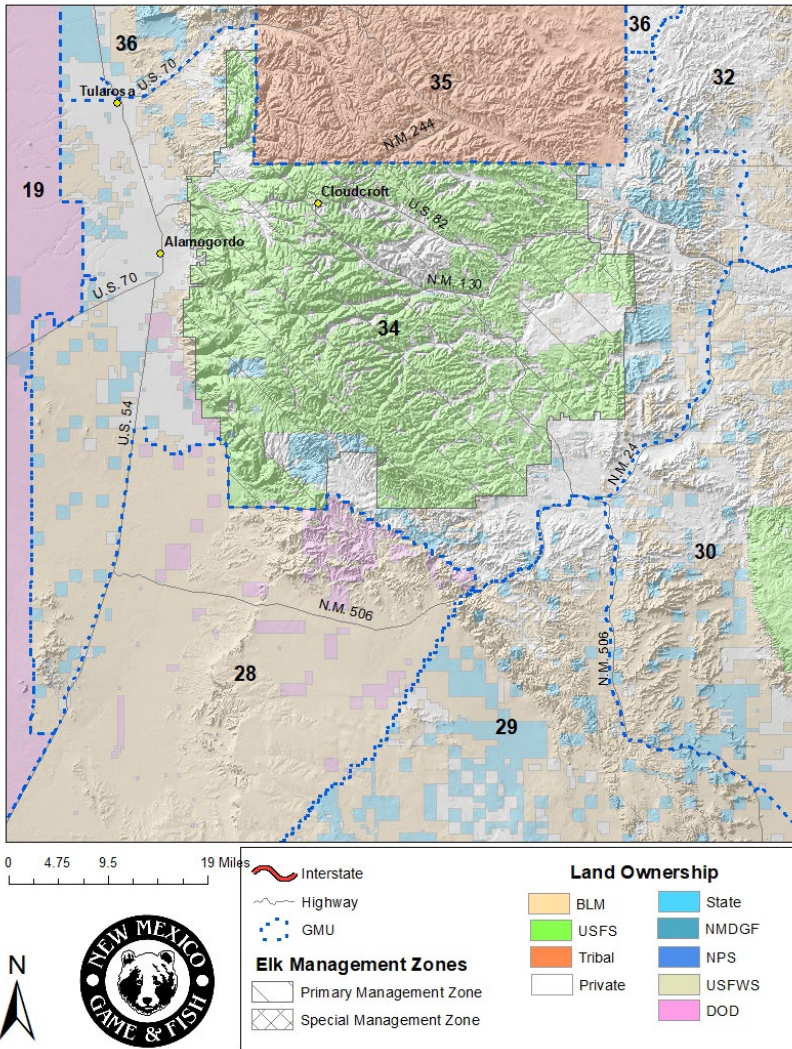 36
36
U.S. 70
35
32
Tularosa
N.M. 244
19
Cloudcroft
U.S. 82
Alamogordo
U.S. 70
N.M. 130
34
U.S. 54
N.M. 24
30
N.M. 506
N.M. 506
28
29
0 4.75 9.5 19 Miles
Interstate
Highway
GMU
Elk Management Zones
Primary Management Zone
Special Management Zone
Land Ownership
BLM
USFS
Tribal
Private
State
NMDGF
NPS
USFWS
DOD
N
NEW MEXICO
GAME & FISH